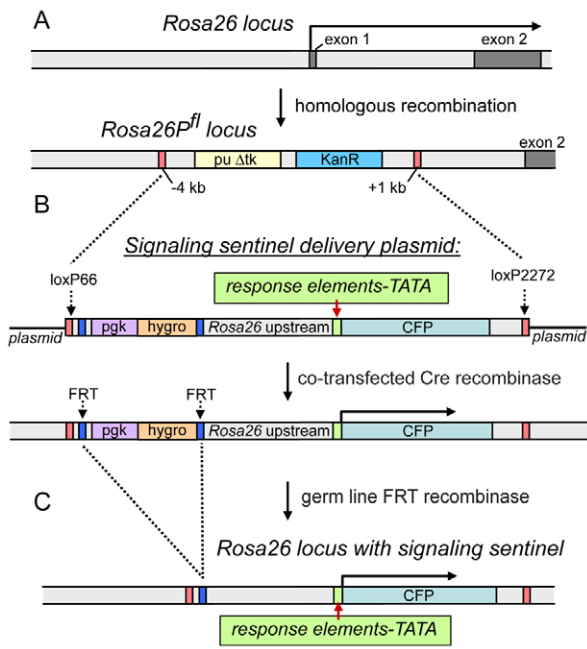 A
Rosa26 locus
exon 1
exon 2
homologous recombination
Rosa26P^fl locus
exon 2
pu Δtk
KanR
-4 kb
+1 kb
B
Signaling sentinel delivery plasmid:
loxP66
loxP2272
response elements-TATA
pgk
hygro
Rosa26 upstream
CFP
plasmid
plasmid
co-transfected Cre recombinase
FRT
FRT
pgk
hygro
Rosa26 upstream
CFP
C
germ line FRT recombinase
Rosa26 locus with signaling sentinel
CFP
response elements-TATA